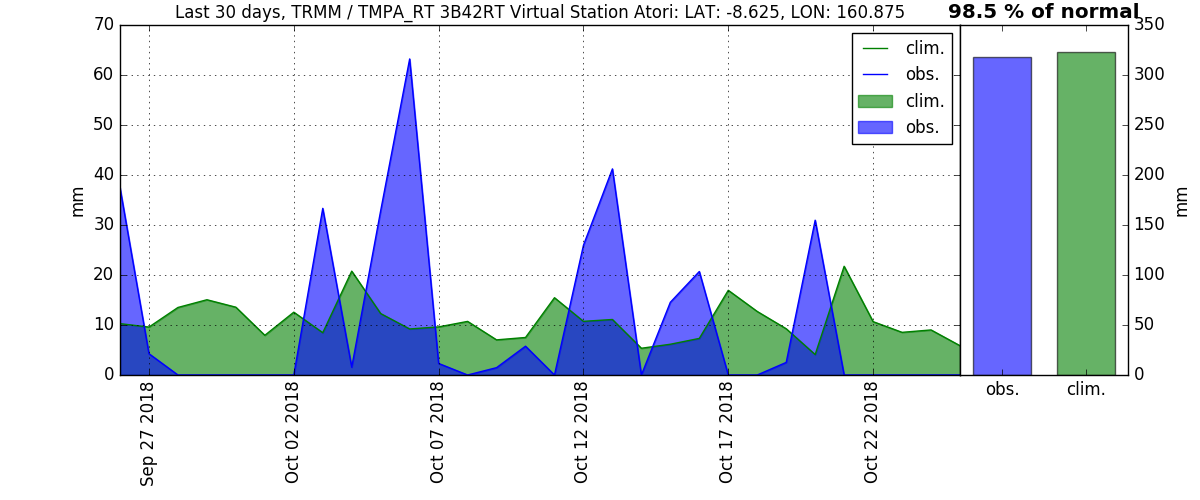 Last 30 days, TRMM / TMPA_RT 3B42RT Virtual Station Atori: LAT: -8.625, LON: 160.875
98.5 % of normal
70
60
50
40
30
20
10
0
mm
clim.
obs.
clim.
obs.
Sep 27 2018
Oct 02 2018
Oct 07 2018
Oct 12 2018
Oct 17 2018
Oct 22 2018
350
300
250
200
150
100
50
0
mm
obs.
clim.